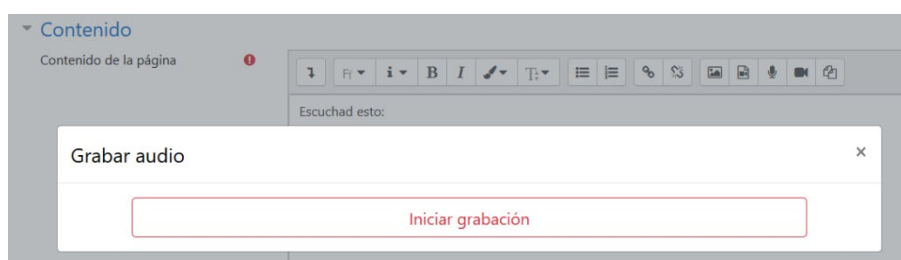 Contenido
Contenido de la página
Escuchad esto:
Grabar audio
×
Iniciar grabación